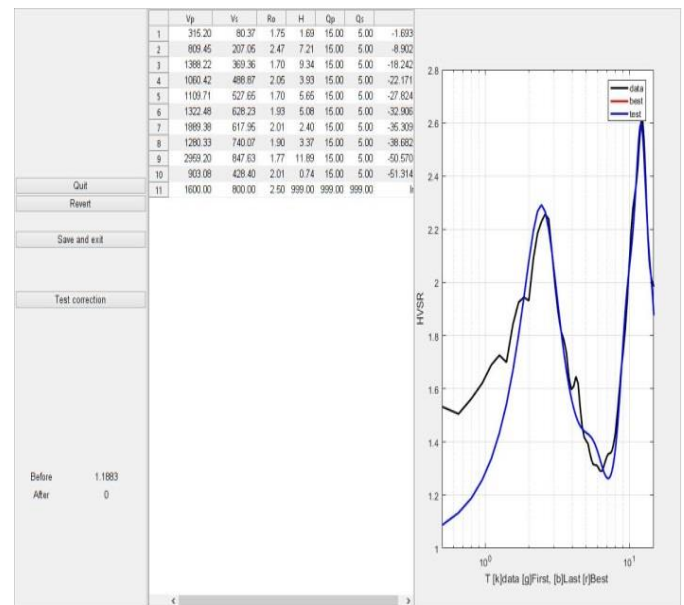 Vp Vs Ro H Qp Qs
1 315.20 80.37 1.75 1.69 15.00 5.00 -1.693
2 809.45 207.05 2.47 7.21 15.00 5.00 -8.902
3 1388.22 369.36 1.70 9.34 15.00 5.00 -18.242
4 1060.42 488.87 2.05 3.93 15.00 5.00 -22.171
5 1109.71 527.65 1.70 5.65 15.00 5.00 -27.824
6 1322.48 628.23 1.93 5.08 15.00 5.00 -32.906
7 1889.38 617.95 2.01 2.40 15.00 5.00 -35.309
8 1280.33 740.07 1.90 3.37 15.00 5.00 -38.682
9 2959.20 847.63 1.77 11.89 15.00 5.00 -50.570
10 903.08 428.40 2.01 0.74 15.00 5.00 -51.314
11 1600.00 800.00 2.50 999.00 999.00 999.00
Quit
Revert
Save and exit
Test correction
Before 1.1883
After 0
data
best
test
2.8
2.6
2.4
2.2
2
1.8
1.6
1.4
1.2
1
HVSR
10^0 10^1
T [k]data [g]First, [b]Last [r]Best